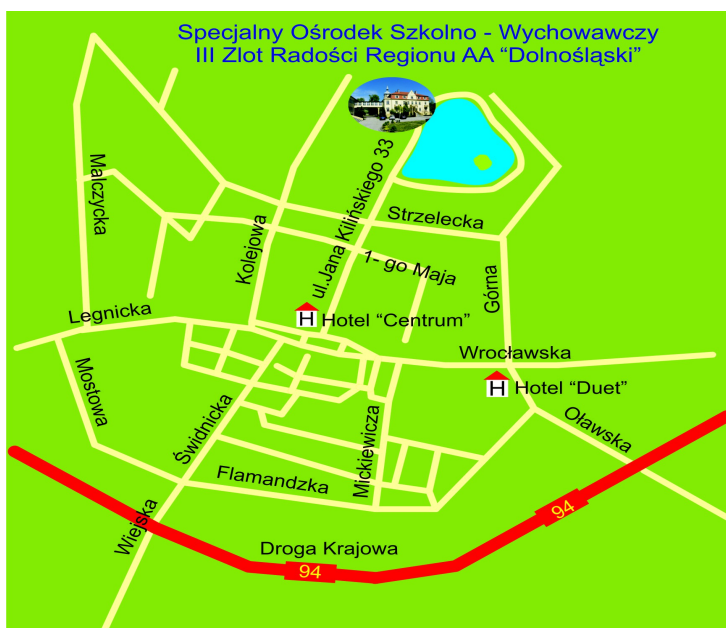 Specjalny Ośrodek Szkolno - Wychowawczy
III Zlot Radości Regionu AA “Dolnośląski”
Malczycka
ul.Jana Kilińskiego 33
Strzelecka
Kolejowa
1- go Maja
Górna
Legnicka
H Hotel “Centrum”
Wrocławska
Mostowa
H Hotel “Duet”
Świdnicka
Mickiewicza
Oławska
Flamandzka
Wiejska
94
Droga Krajowa
94